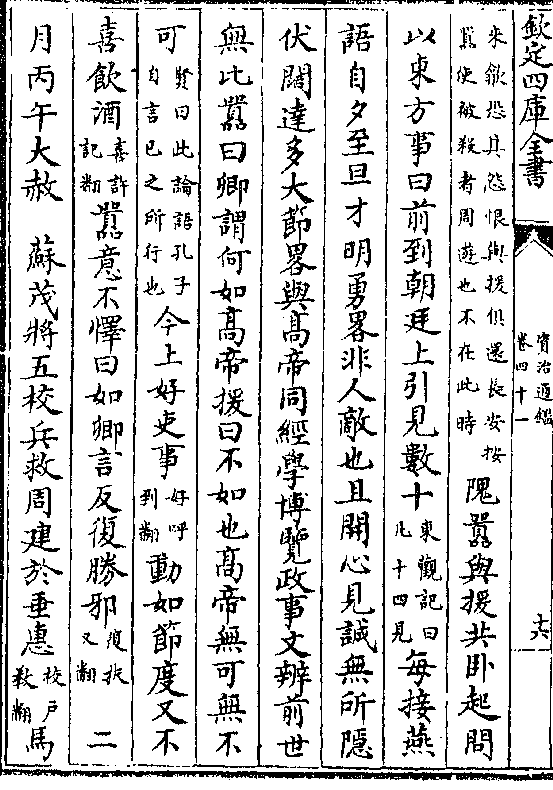 欽定四庫全書
資治通鑑
卷四十一
十六
來歙恐其怨恨與援俱還長安按
囂使被殺者周遊也不在此時
隗囂與援共卧起問
以東方事曰前到朝廷上引見數十
東觀記曰
凡十四見
每接燕
語自夕至旦才明勇畧非人敵也且開心見誠無所隱
伏闊達多大節畧與髙帝同經學博覽政事文辨前世
無比囂曰卿謂何如髙帝援曰不如也髙帝無可無不
可
賢曰此論語孔子
自言已之所行也
今上好吏事
好呼
到翻
動如節度又不
喜飲酒
喜許
記翻
囂意不懌曰如卿言反復勝邪
復扶
又翻
二
月丙午大赦 蘇茂將五校兵救周建於垂惠
校戶
敎翻
馬